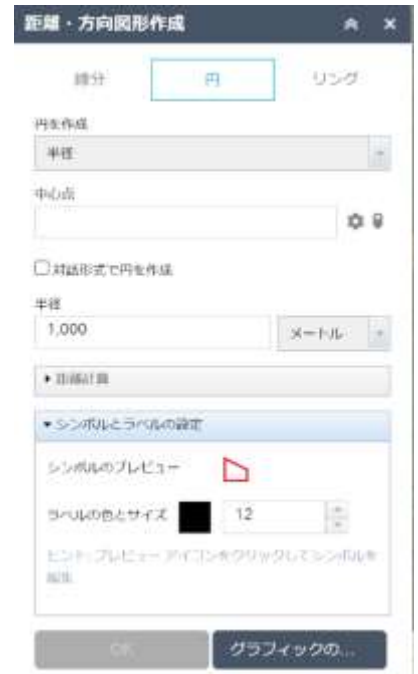 距離・方向図形作成
線分 円 リング
円を作成
半径
中心点
対話形式で円を作成
半径
1,000 メートル
距離計算
シンボルとラベルの設定
シンボルのプレビュー
ラベルの色とサイズ 12
ヒント: プレビュー アイコンをクリックしてシンボルを
編集
OK グラフィックの...